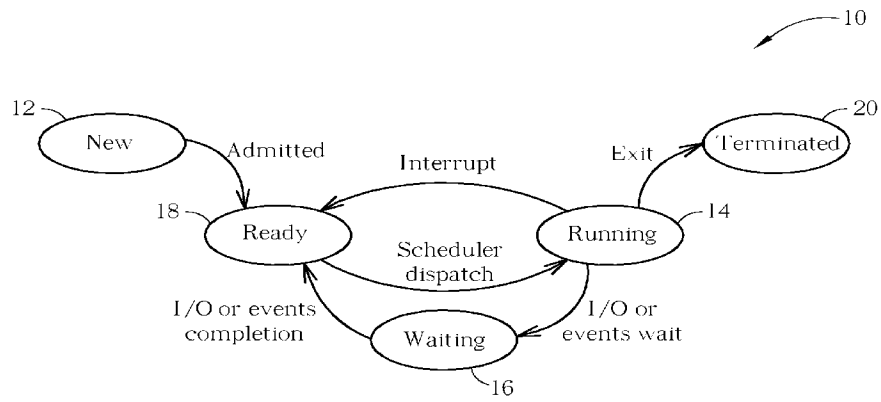 10
12
New
Admitted
20
Terminated
Exit
Interrupt
18
Ready
14
Running
Scheduler
dispatch
I/O or events
completion
I/O or
events wait
Waiting
16